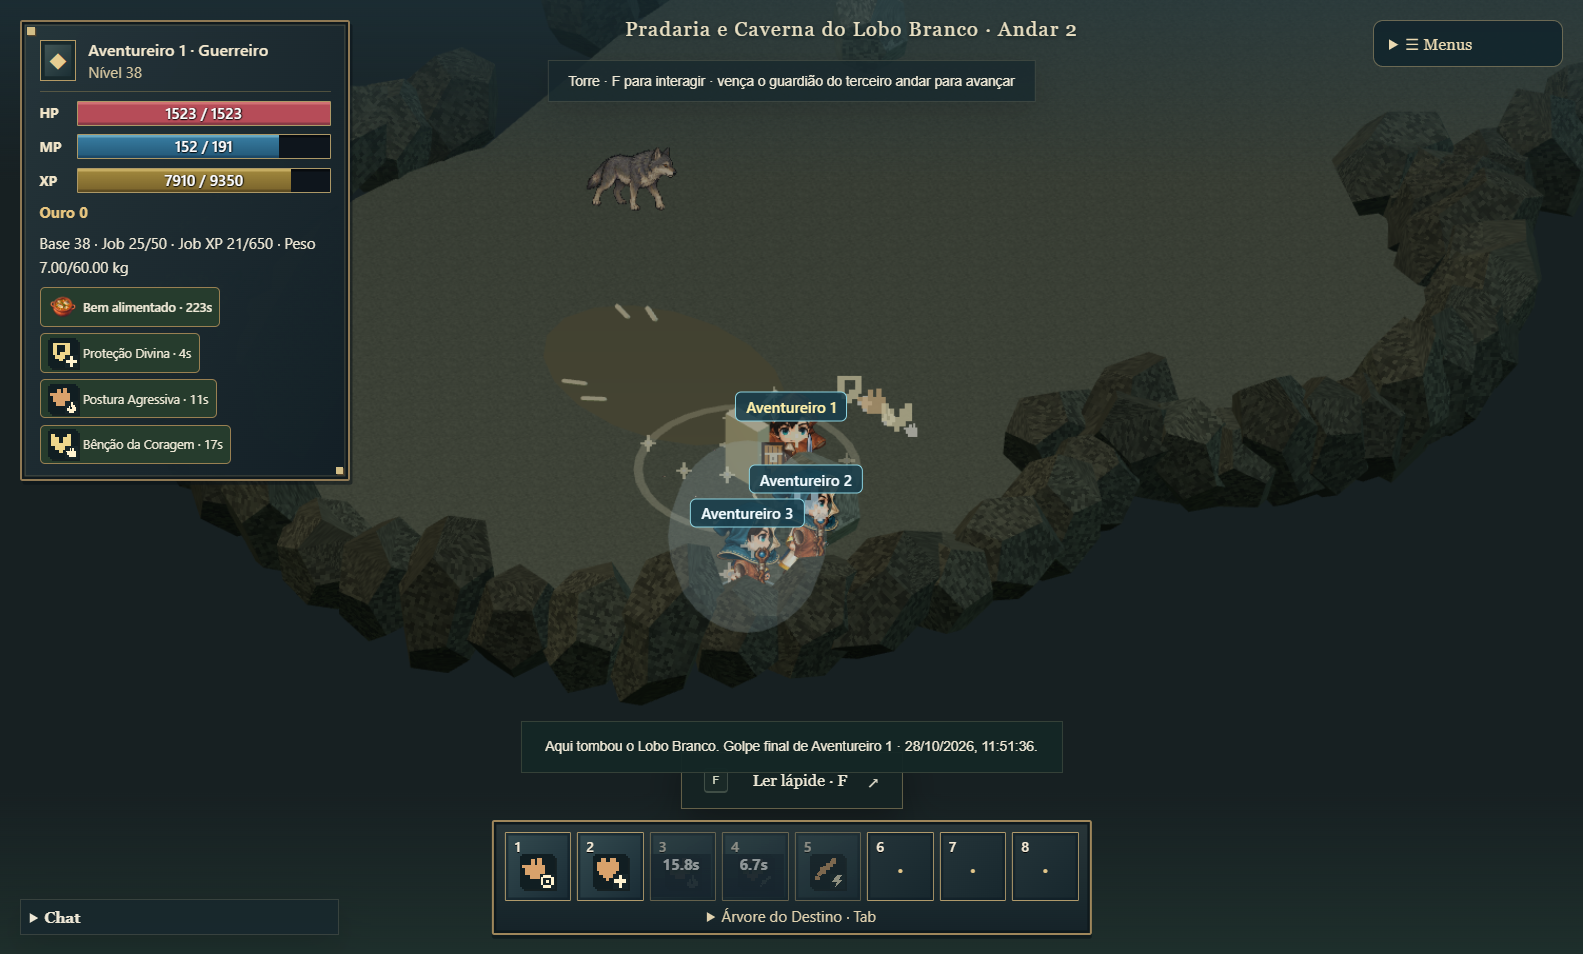 Pradaria e Caverna do Lobo Branco · Andar 2
Torre · F para interagir · vença o guardião do terceiro andar para avançar
▶ ☰ Menus
Aventureiro 1 · Guerreiro
Nível 38
HP 1523 / 1523
MP 152 / 191
XP 7910 / 9350
Ouro 0
Base 38 · Job 25/50 · Job XP 21/650 · Peso
7.00/60.00 kg
Bem alimentado · 223s
Proteção Divina · 4s
Postura Agressiva · 11s
Bênção da Coragem · 17s
Aventureiro 1
Aventureiro 2
Aventureiro 3
Aqui tombou o Lobo Branco. Golpe final de Aventureiro 1 · 28/10/2026, 11:51:36.
F Ler lápide · F ↗
1 2 3 4 5 6 7 8
15.8s 6.7s
▶ Árvore do Destino · Tab
▶ Chat